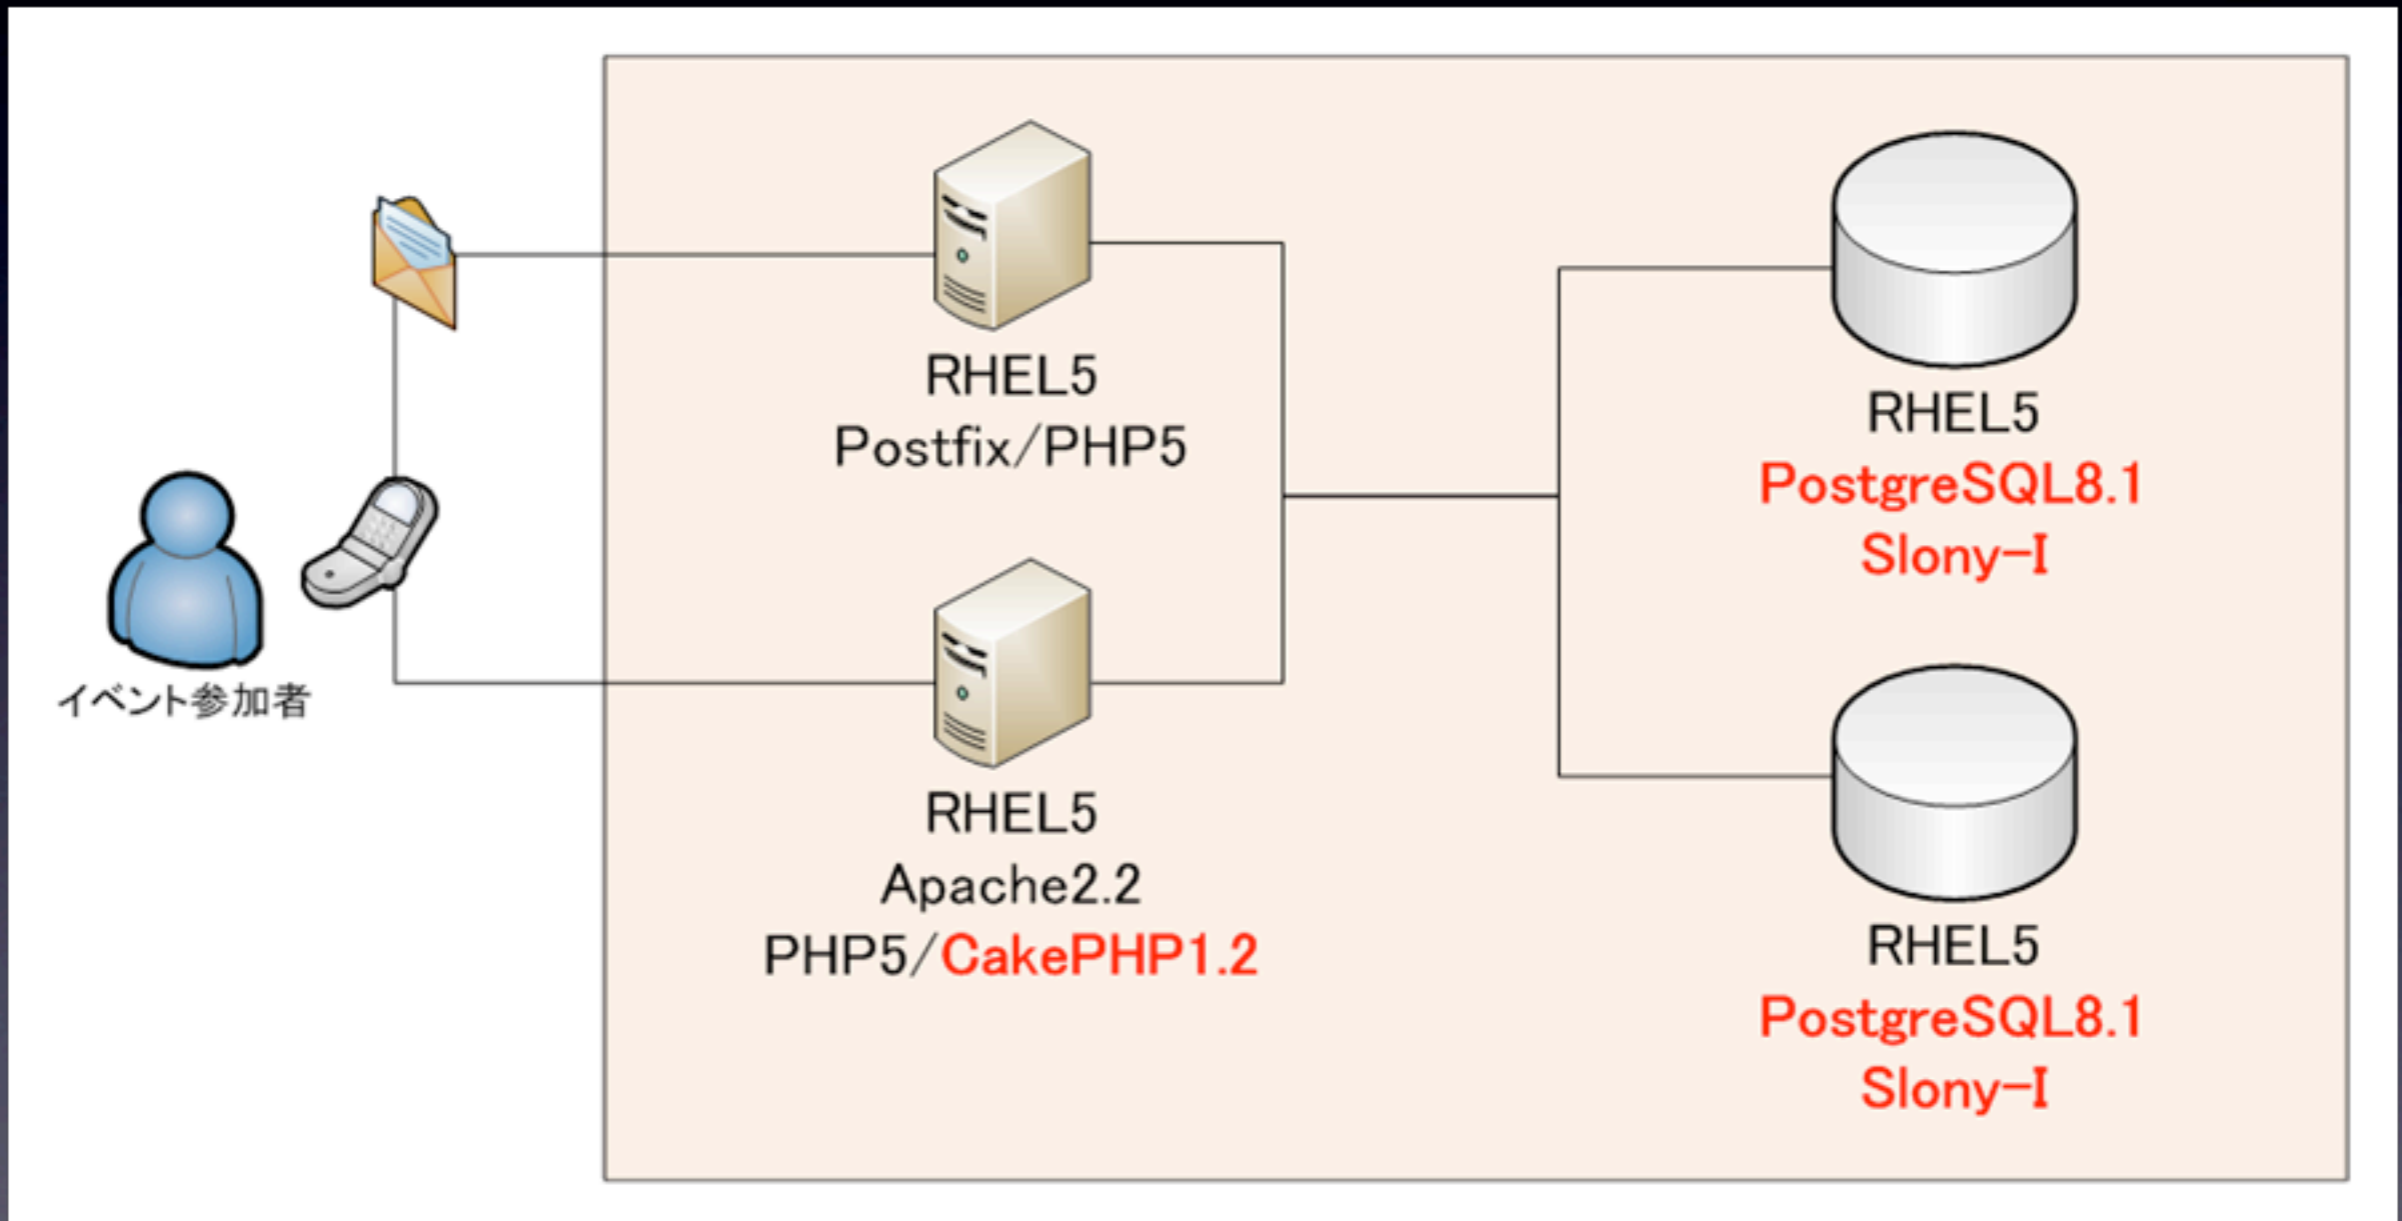 イベント参加者
RHEL5
Postfix/PHP5
RHEL5
Apache2.2
PHP5/CakePHP1.2
RHEL5
PostgreSQL8.1
Slony-I
RHEL5
PostgreSQL8.1
Slony-I